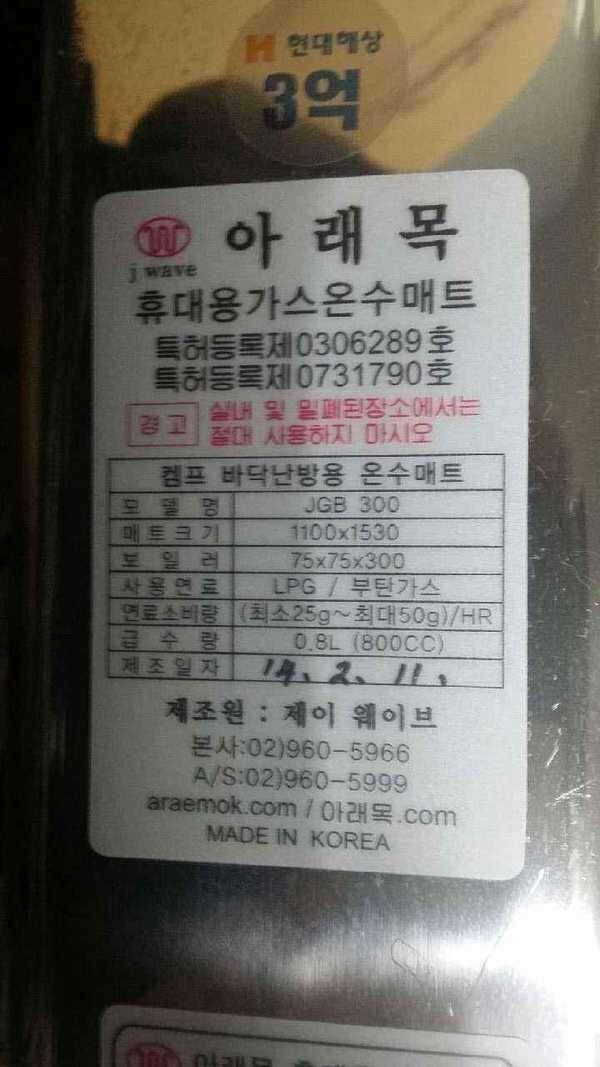 H 현대해상
3억
아래목
j wave
휴대용가스온수매트
특허등록제0306289호
특허등록제0731790호
경고 실내 및 밀폐된장소에서는
절대 사용하지 마시오
켐프 바닥난방용 온수매트
모델명 JGB 300
매트크기 1100x1530
보일러 75x75x300
사용연료 LPG / 부탄가스
연료소비량 (최소25g~최대50g)/HR
급수량 0.8L (800CC)
제조일자 14. 2. 11.
제조원 : 제이 웨이브
본사:02)960-5966
A/S:02)960-5999
araemok.com / 아래목.com
MADE IN KOREA
아래목